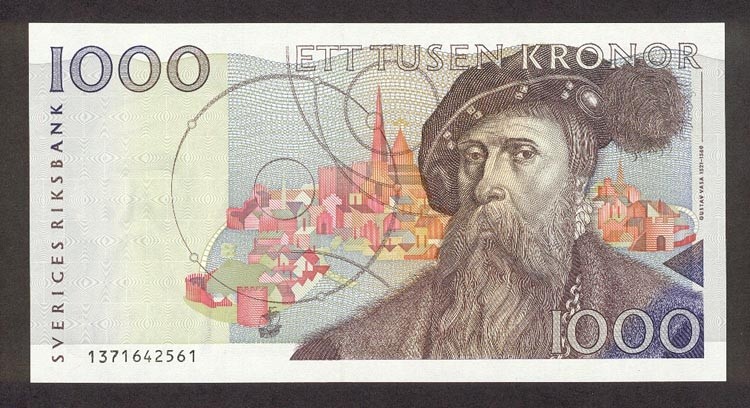 1000
ETT TUSEN KRONOR
SVERIGES RIKSBANK
GUSTAV VASA 1521-1560
1000
1371642561